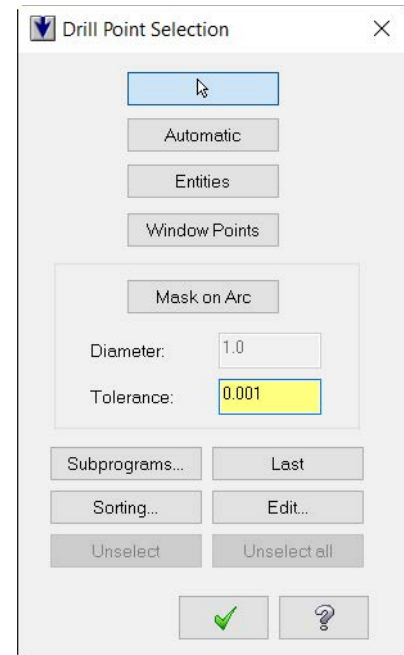 Drill Point Selection
Automatic
Entities
Window Points
Mask on Arc
Diameter: 1.0
Tolerance: 0.001
Subprograms... Last
Sorting... Edit...
Unselect Unselect all